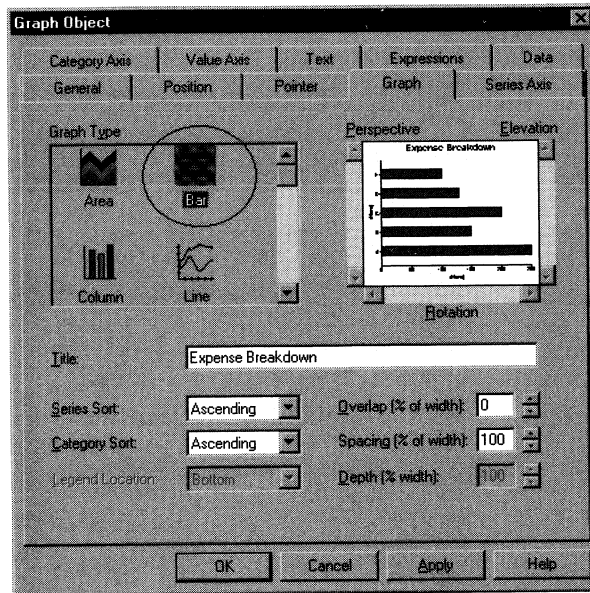 Graph Object
Category Axis Value Axis Text Expressions Data
General Position Pointer Graph Series Axis
Graph Type
Area
Bar
Column
Line
Perspective Elevation
Expense Breakdown
Rotation
Title: Expense Breakdown
Series Sort: Ascending
Overlap (% of width): 0
Category Sort: Ascending
Spacing (% of width): 100
Legend Location: Bottom
Depth (% width): 100
OK Cancel Apply Help